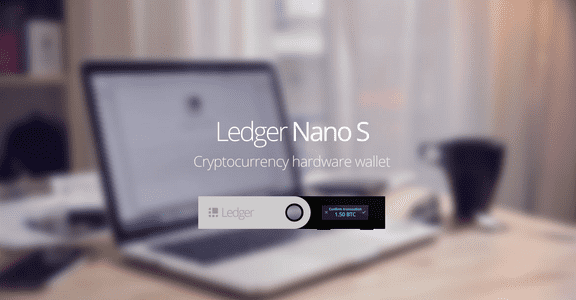 Ledger Nano S
Cryptocurrency hardware wallet
Ledger
Confirm transaction
1.50 BTC